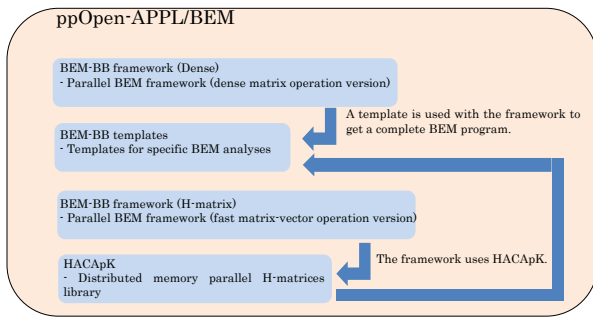 ppOpen-APPL/BEM
BEM-BB framework (Dense)
- Parallel BEM framework (dense matrix operation version)
A template is used with the framework to
get a complete BEM program.
BEM-BB templates
- Templates for specific BEM analyses
BEM-BB framework (H-matrix)
- Parallel BEM framework (fast matrix-vector operation version)
The framework uses HACApK.
HACApK
- Distributed memory parallel H-matrices
library